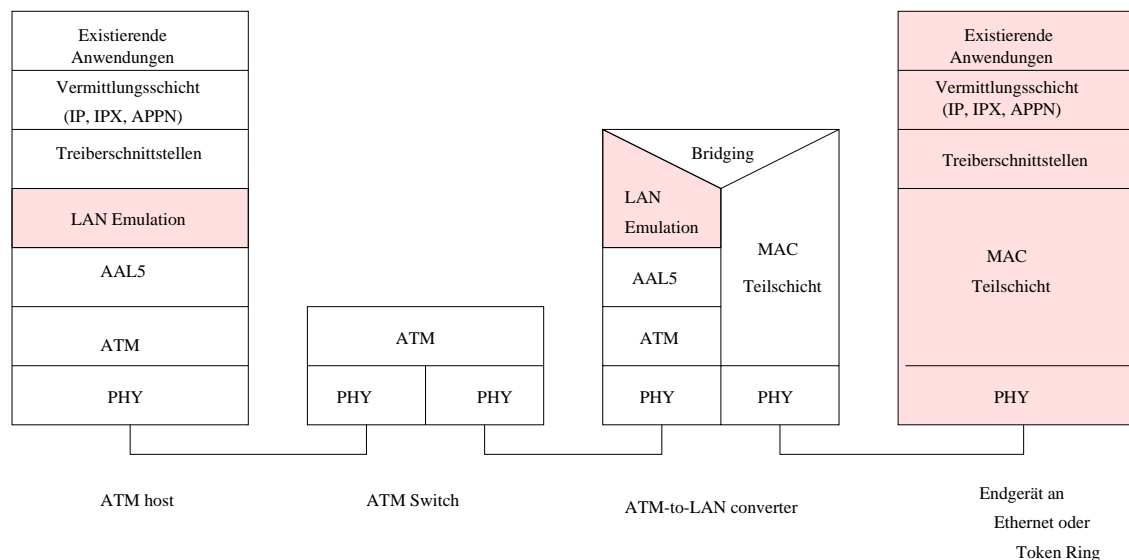 Existierende
Anwendungen
Vermittlungsschicht
(IP, IPX, APPN)
Treiberschnittstellen
LAN Emulation
AAL5
ATM
PHY
ATM host
ATM
PHY
PHY
ATM Switch
Bridging
LAN
Emulation
AAL5
ATM
PHY
MAC
Teilschicht
PHY
ATM-to-LAN converter
Existierende
Anwendungen
Vermittlungsschicht
(IP, IPX, APPN)
Treiberschnittstellen
MAC
Teilschicht
PHY
Endgerät an
Ethernet oder
Token Ring